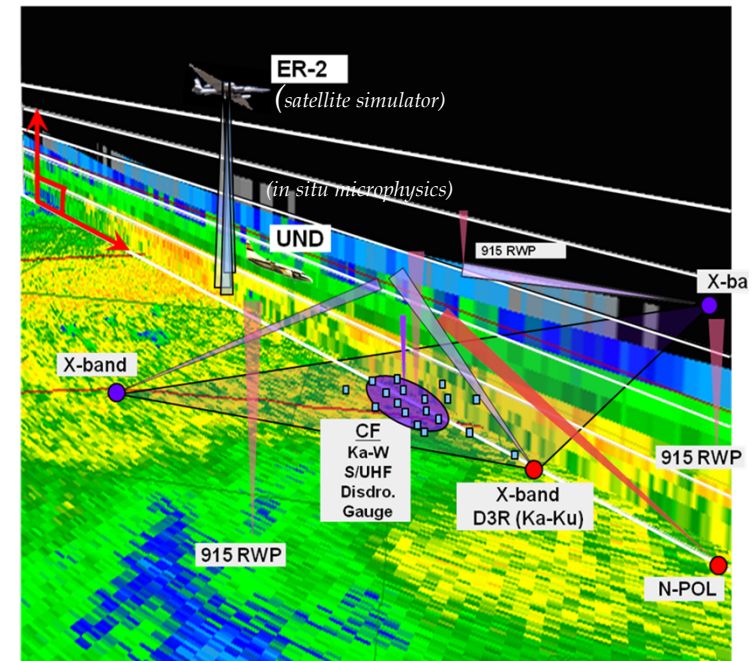 ER-2
(satellite simulator)
(in situ microphysics)
UND
915 RWP
X-ba
X-band
CF
Ka-W
S/UHF
Disdro.
Gauge
915 RWP
X-band
D3R (Ka-Ku)
915 RWP
N-POL